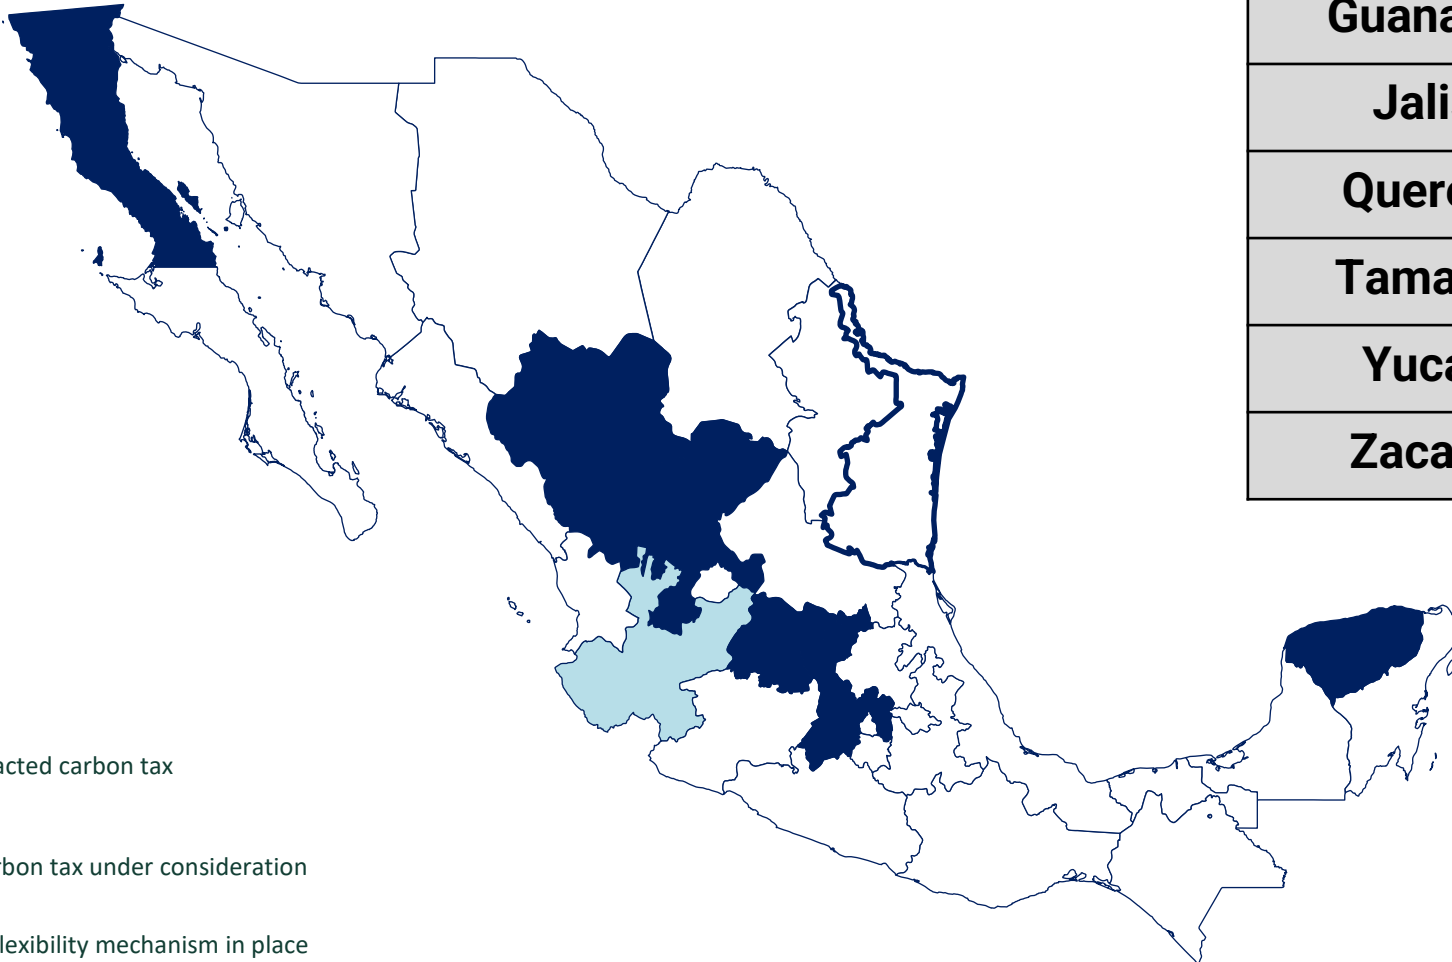 Guana
Jali
Quer
Tama
Yuca
Zaca
acted carbon tax
rbon tax under consideration
lexibility mechanism in place